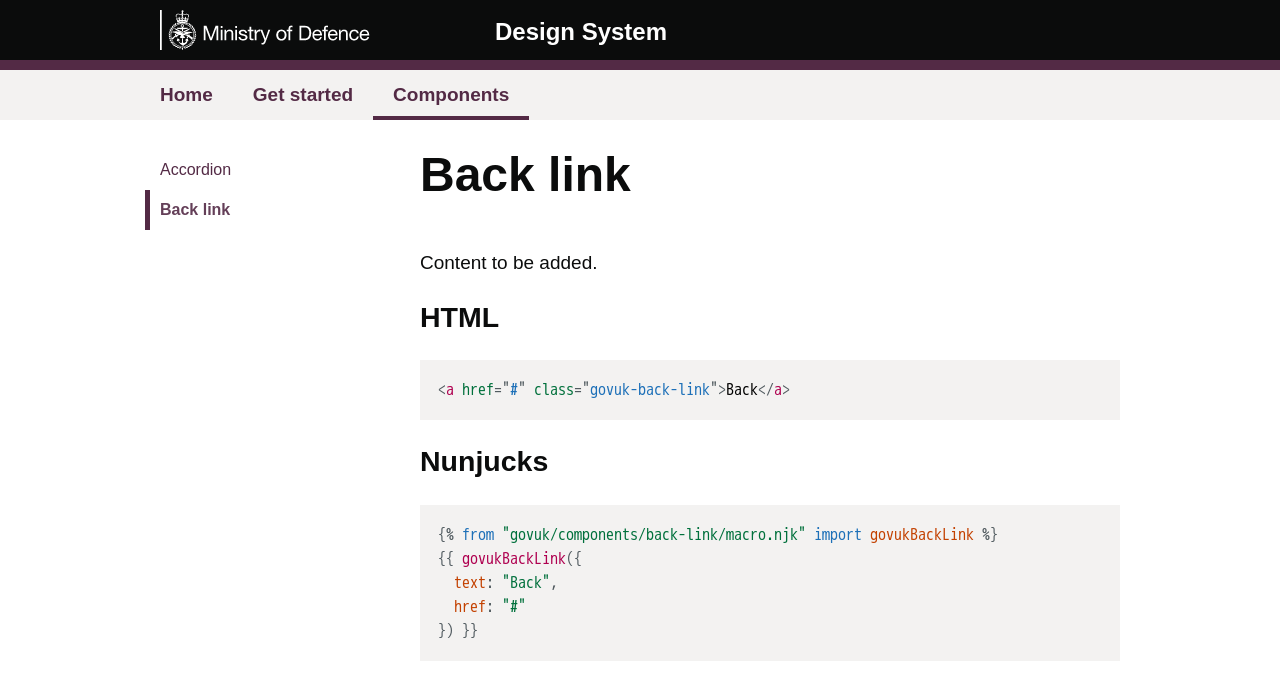 Ministry of Defence
Design System
Home Get started Components
Accordion
Back link
Back link
Content to be added.
HTML
<a href="#" class="govuk-back-link">Back</a>
Nunjucks
{% from "govuk/components/back-link/macro.njk" import govukBackLink %}
{{ govukBackLink({
  text: "Back",
  href: "#"
}) }}